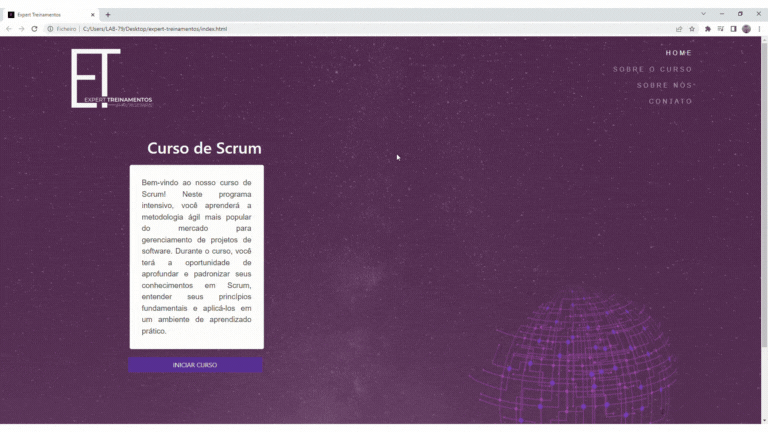 Expert Treinamentos
Ficheiro | C:/Users/LAB-79/Desktop/expert-treinamentos/index.html
ET
EXPERT TREINAMENTOS
HOME
SOBRE O CURSO
SOBRE NÓS
CONTATO
Curso de Scrum
Bem-vindo ao nosso curso de
Scrum! Neste programa
intensivo, você aprenderá a
metodologia ágil mais popular
do mercado para
gerenciamento de projetos de
software. Durante o curso, você
terá a oportunidade de
aprofundar e padronizar seus
conhecimentos em Scrum,
entender seus princípios
fundamentais e aplicá-los em
um ambiente de aprendizado
prático.
INICIAR CURSO